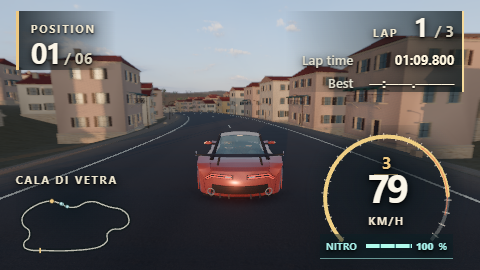 POSITION
01 / 06
LAP 1 / 3
Lap time 01:09.800
Best --:--.---
CALA DI VETRA
3
79
KM/H
NITRO 100 %